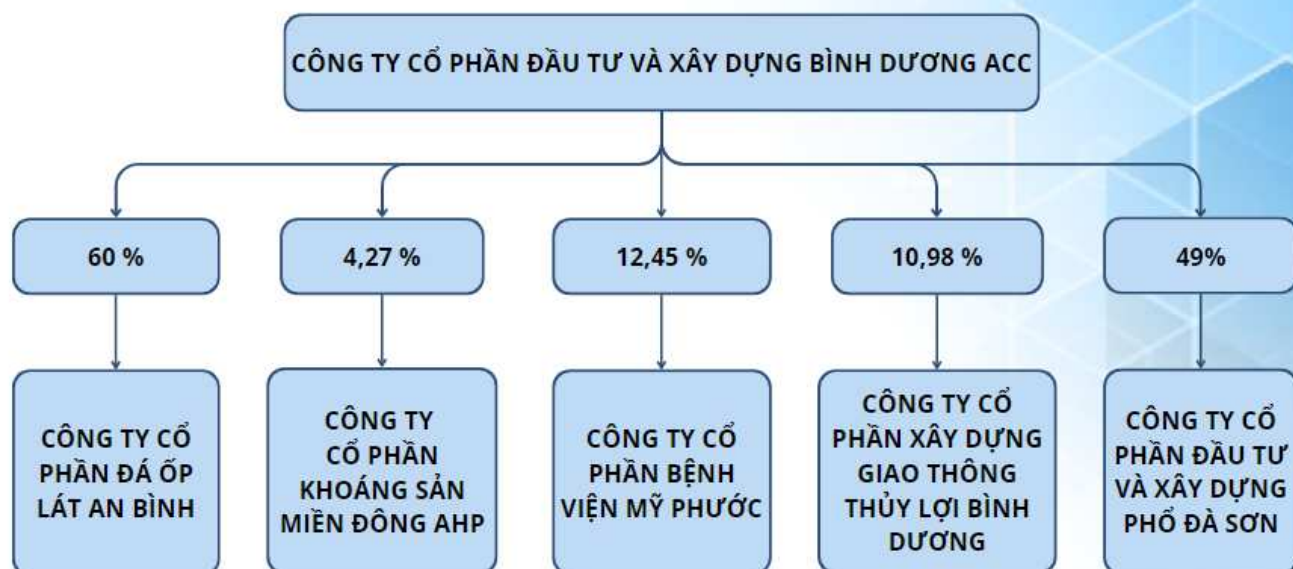 CÔNG TY CỔ PHẦN ĐẦU TƯ VÀ XÂY DỰNG BÌNH DƯƠNG ACC
60 %
4,27 %
12,45 %
10,98 %
49%
CÔNG TY CỔ
PHẦN ĐÁ ỐP
LÁT AN BÌNH
CÔNG TY
CỔ PHẦN
KHOÁNG SẢN
MIỀN ĐÔNG AHP
CÔNG TY CỔ
PHẦN BỆNH
VIỆN MỸ PHƯỚC
CÔNG TY CỔ
PHẦN XÂY DỰNG
GIAO THÔNG
THỦY LỢI BÌNH
DƯƠNG
CÔNG TY CỔ
PHẦN ĐẦU TƯ
VÀ XÂY DỰNG
PHỔ ĐÀ SƠN